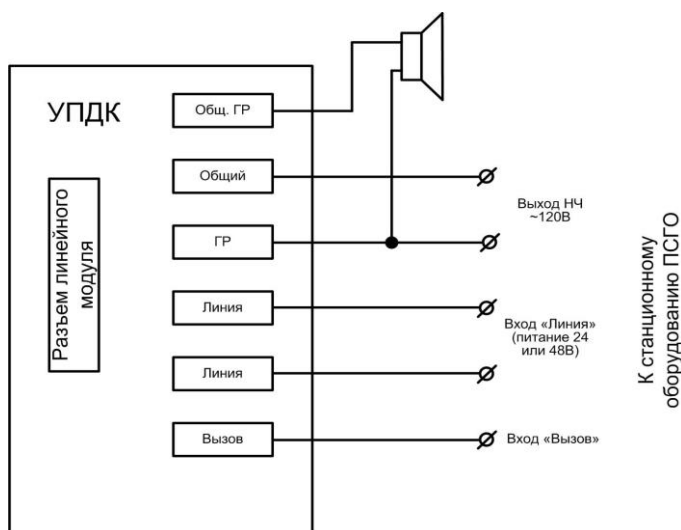 УПДК
Общ. ГР
Общий
Выход НЧ
~120В
ГР
Разъем линейного
модуля
Линия
Вход «Линия»
(питание 24
или 48В)
Линия
Вызов
Вход «Вызов»
К станционному
оборудованию ПСГО